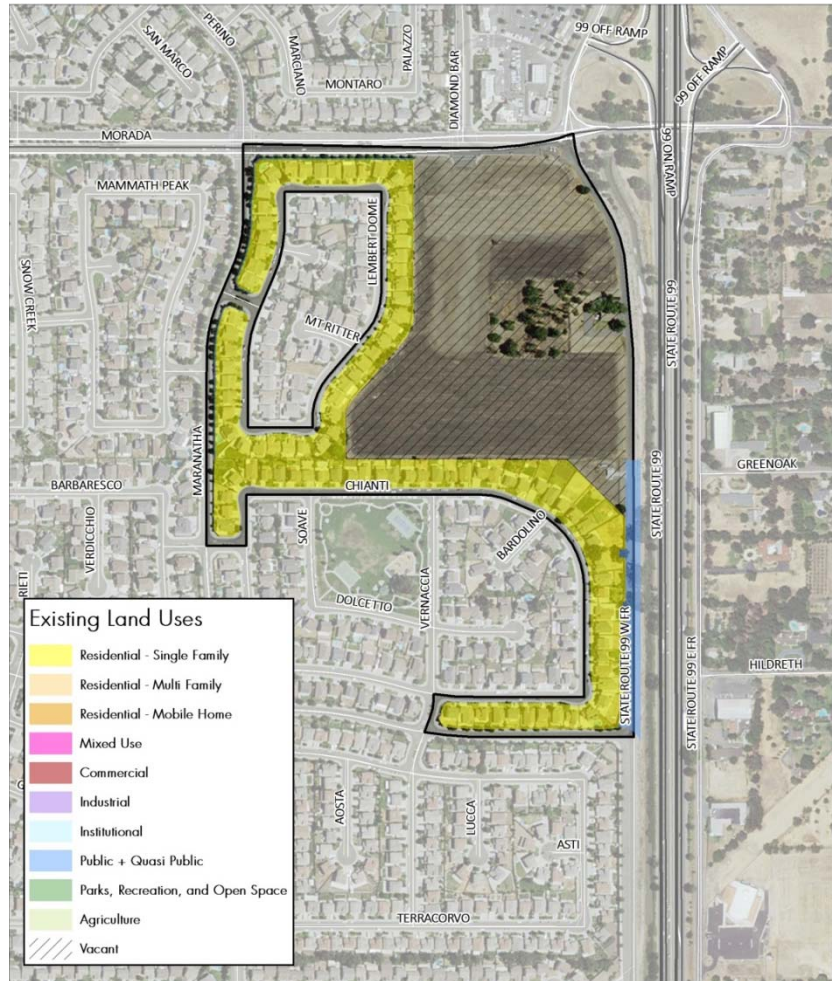 PERINO
SAN MARCO
MARCIANO
PALAZZO
MONTARO
DIAMOND BAR
99 OFF RAMP
99 OFF RAMP
MORADA
99 ON RAMP
MAMMATH PEAK
LEMBERT DOME
SNOW CREEK
MT RITTER
STATE ROUTE 99
MARANATHA
BARBARESCO
CHIANTI
STATE ROUTE 99
GREENOAK
VERDICCHIO
SOAVE
BARDOLINO
RIETI
DOLCETTO
VERNACCIA
STATE ROUTE 99 W FR
STATE ROUTE 99 E FR
HILDRETH
AOSTA
LUCCA
ASTI
TERRACORVO
Existing Land Uses
Residential - Single Family
Residential - Multi Family
Residential - Mobile Home
Mixed Use
Commercial
Industrial
Institutional
Public + Quasi Public
Parks, Recreation, and Open Space
Agriculture
Vacant